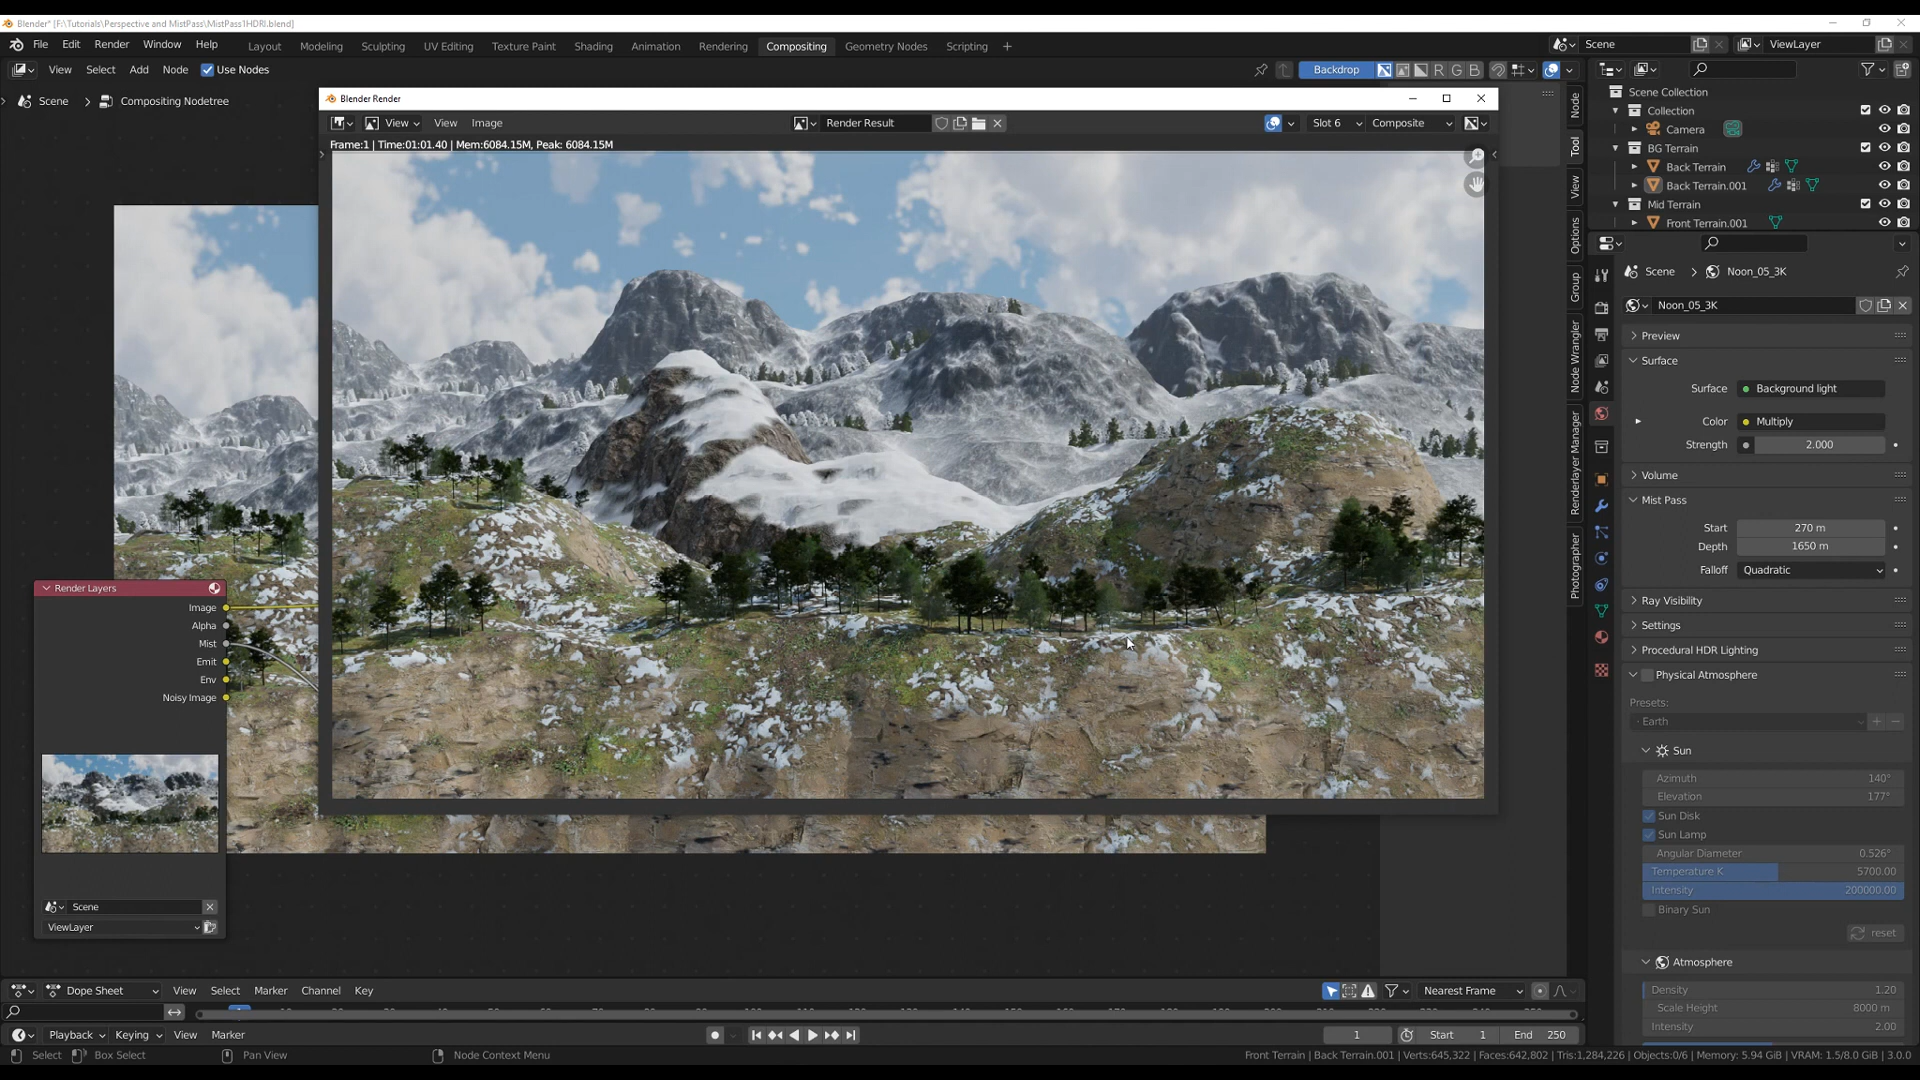 Blender* [F:\Tutorials\Perspective and MistPass\MistPass1HDRI.blend]
File Edit Render Window Help Layout Modeling Sculpting UV Editing Texture Paint Shading Animation Rendering Compositing Geometry Nodes Scripting + Scene ViewLayer
View Select Add Node Use Nodes Backdrop R G B
Scene > Compositing Nodetree
Blender Render
View View Image Render Result Slot 6 Composite
Frame:1 | Time:01:01.40 | Mem:6084.15M, Peak: 6084.15M
Node
Tool
View
Options
Group
Node Wrangler
Renderlayer Manager
Photographer
Scene Collection
Collection
Camera
BG Terrain
Back Terrain
Back Terrain.001
Mid Terrain
Front Terrain.001
Scene > Noon_05_3K
Noon_05_3K
Preview
Surface
Surface Background light
Color Multiply
Strength 2.000
Volume
Mist Pass
Start 270 m
Depth 1650 m
Falloff Quadratic
Ray Visibility
Settings
Procedural HDR Lighting
Physical Atmosphere
Presets:
- Earth
Sun
Azimuth 140°
Elevation 177°
Sun Disk
Sun Lamp
Angular Diameter 0.526°
Temperature K 5700.00
Intensity 200000.00
Binary Sun
reset
Atmosphere
Density 1.20
Scale Height 8000 m
Intensity 2.00
Render Layers
Image
Alpha
Mist
Emit
Env
Noisy Image
Scene
ViewLayer
Dope Sheet View Select Marker Channel Key Nearest Frame
Playback Keying View Marker 1 Start 1 End 250
Select Box Select Pan View Node Context Menu Front Terrain | Back Terrain.001 | Verts:645,322 | Faces:642,802 | Tris:1,284,226 | Objects:0/6 | Memory: 5.94 GiB | VRAM: 1.5/8.0 GiB | 3.0.0